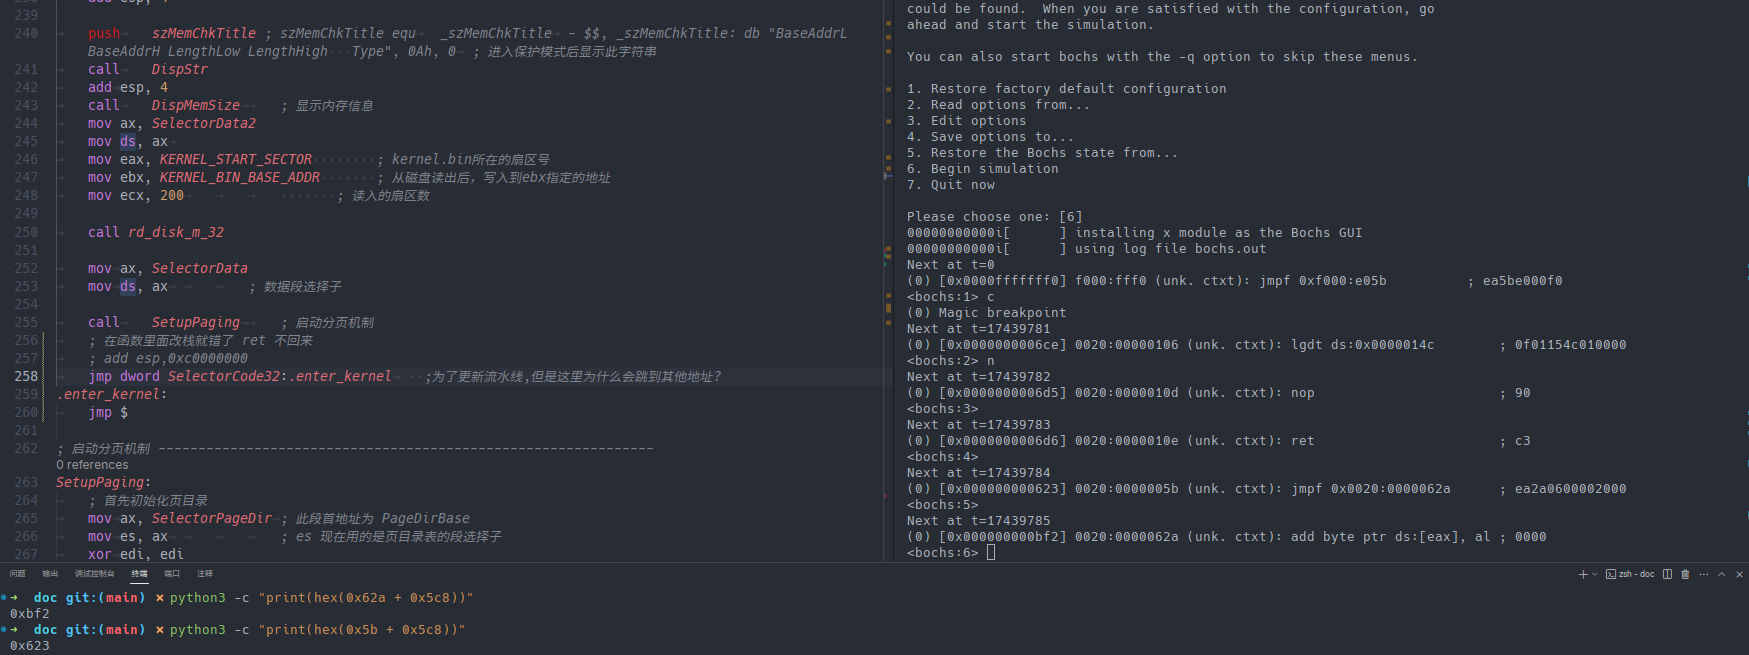 239
240 push szMemChkTitle ; szMemChkTitle equ _szMemChkTitle - $$, _szMemChkTitle: db "BaseAddrL
BaseAddrH LengthLow LengthHigh Type", 0Ah, 0 ; 进入保护模式后显示此字符串
241 call DispStr
242 add esp, 4
243 call DispMemSize ; 显示内存信息
244 mov ax, SelectorData2
245 mov ds, ax
246 mov eax, KERNEL_START_SECTOR ; kernel.bin所在的扇区号
247 mov ebx, KERNEL_BIN_BASE_ADDR ; 从磁盘读出后，写入到ebx指定的地址
248 mov ecx, 200 ; 读入的扇区数
249
250 call rd_disk_m_32
251
252 mov ax, SelectorData
253 mov ds, ax ; 数据段选择子
254
255 call SetupPaging ; 启动分页机制
256 ; 在函数里面改栈就错了 ret 不回来
257 ; add esp,0xc0000000
258 jmp dword SelectorCode32:.enter_kernel ;为了更新流水线,但是这里为什么会跳到其他地址?
259 .enter_kernel:
260 jmp $
261
262 ; 启动分页机制 --------------------------------------------------------------
0 references
263 SetupPaging:
264 ; 首先初始化页目录
265 mov ax, SelectorPageDir ; 此段首地址为 PageDirBase
266 mov es, ax ; es 现在用的是页目录表的段选择子
267 xor edi, edi
could be found.  When you are satisfied with the configuration, go
ahead and start the simulation.
You can also start bochs with the -q option to skip these menus.
1. Restore factory default configuration
2. Read options from...
3. Edit options
4. Save options to...
5. Restore the Bochs state from...
6. Begin simulation
7. Quit now
Please choose one: [6]
00000000000i[      ] installing x module as the Bochs GUI
00000000000i[      ] using log file bochs.out
Next at t=0
(0) [0x0000fffffff0] f000:fff0 (unk. ctxt): jmpf 0xf000:e05b          ; ea5be000f0
<bochs:1> c
(0) Magic breakpoint
Next at t=17439781
(0) [0x0000000006ce] 0020:00000106 (unk. ctxt): lgdt ds:0x0000014c        ; 0f01154c010000
<bochs:2> n
Next at t=17439782
(0) [0x0000000006d5] 0020:0000010d (unk. ctxt): nop                       ; 90
<bochs:3>
Next at t=17439783
(0) [0x0000000006d6] 0020:0000010e (unk. ctxt): ret                       ; c3
<bochs:4>
Next at t=17439784
(0) [0x000000000623] 0020:0000005b (unk. ctxt): jmpf 0x0020:0000062a      ; ea2a0600002000
<bochs:5>
Next at t=17439785
(0) [0x000000000bf2] 0020:0000062a (unk. ctxt): add byte ptr ds:[eax], al ; 0000
<bochs:6>
问题 输出 调试控制台 终端 端口 注释
zsh - doc
➜ doc git:(main) ✗ python3 -c "print(hex(0x62a + 0x5c8))"
0xbf2
➜ doc git:(main) ✗ python3 -c "print(hex(0x5b + 0x5c8))"
0x623